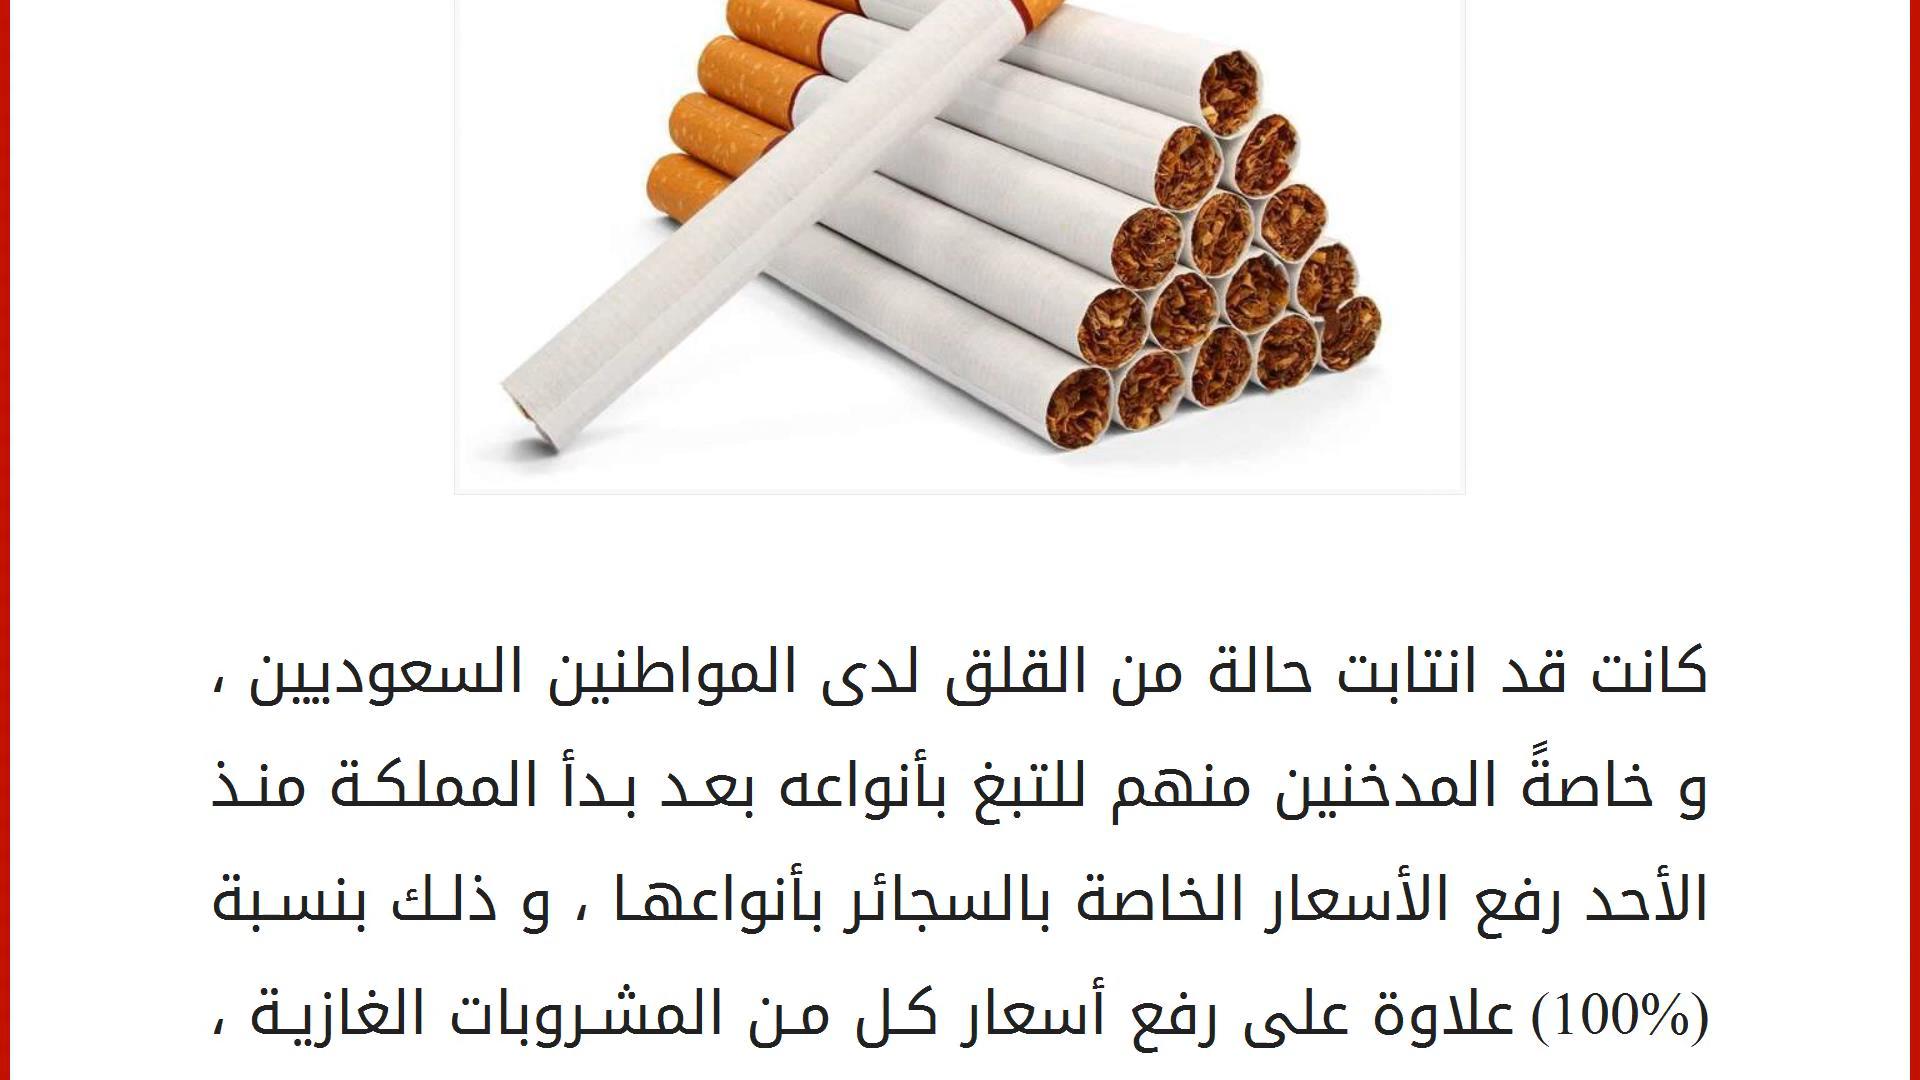 كانت قد انتابت حالة من القلق لدى المواطنين السعوديين ،
و خاصةً المدخنين منهم للتبغ بأنواعه بعد بدأ المملكة منذ
الأحد رفع الأسعار الخاصة بالسجائر بأنواعها ، و ذلك بنسبة
(100%) علاوة على رفع أسعار كل من المشروبات الغازية ،